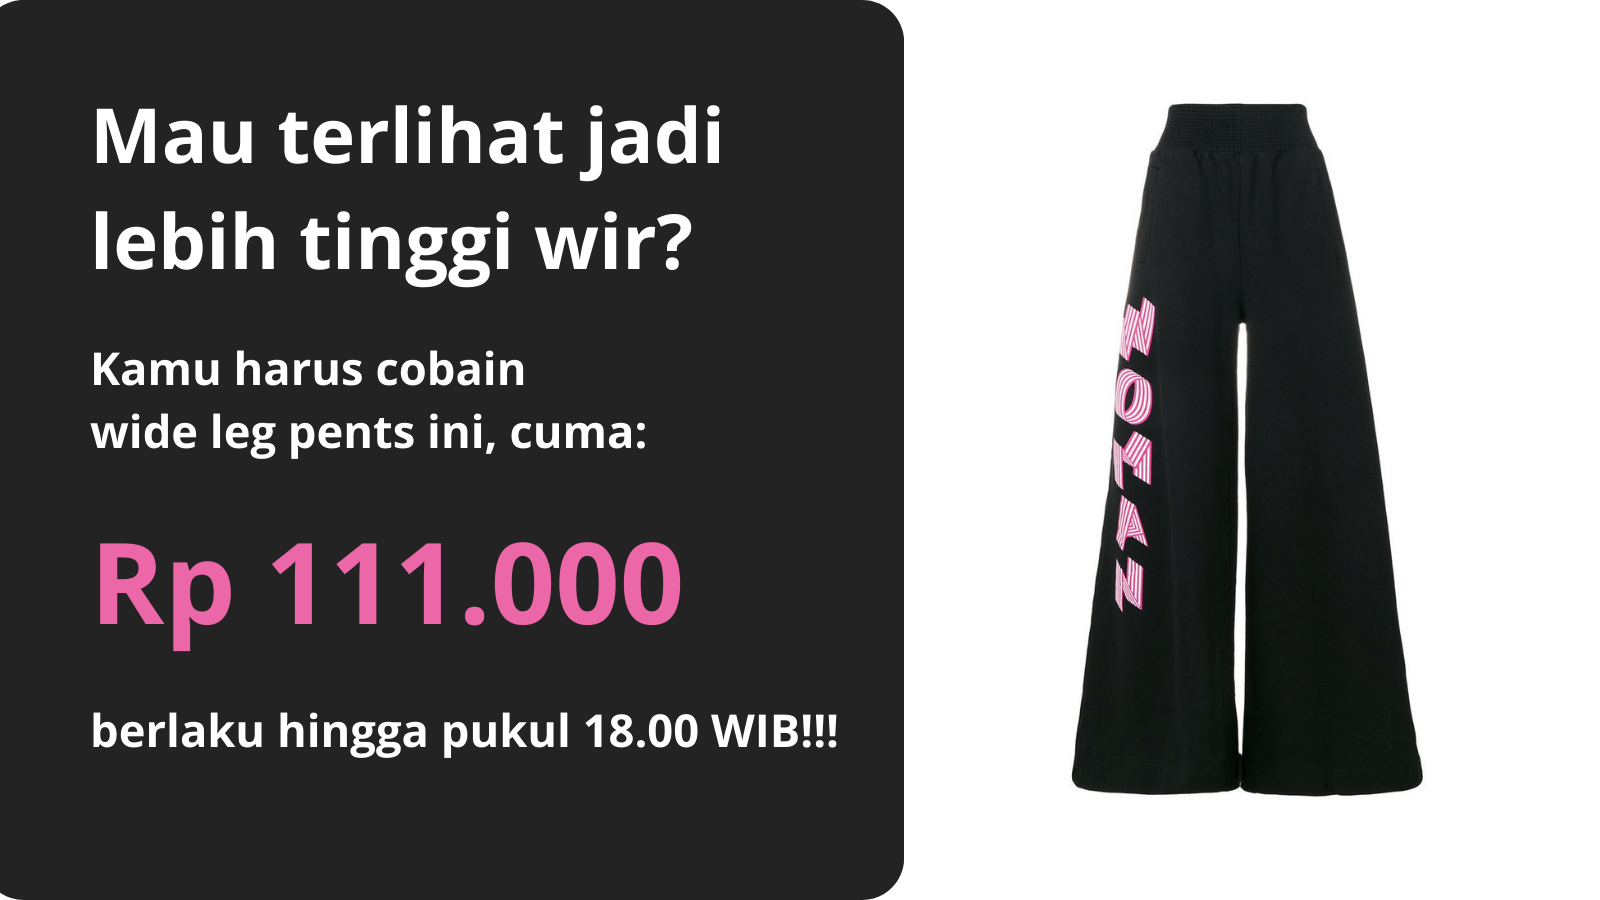 Mau terlihat jadi
lebih tinggi wir?
Kamu harus cobain
wide leg pents ini, cuma:
Rp 111.000
berlaku hingga pukul 18.00 WIB!!!
WOMAN